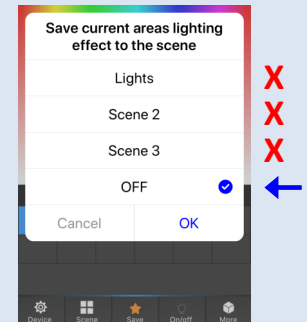 Save current areas lighting
effect to the scene
Lights X
Scene 2 X
Scene 3 X
OFF
Cancel OK
Device Scene Save On/off More